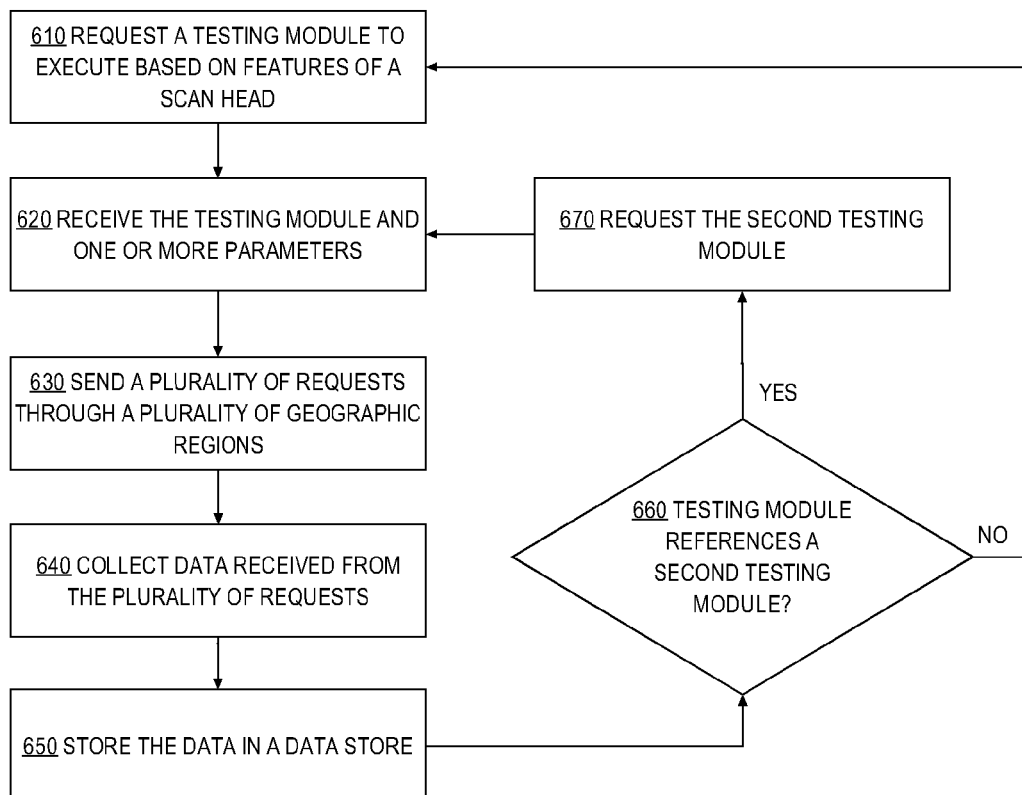 610 REQUEST A TESTING MODULE TO
EXECUTE BASED ON FEATURES OF A
SCAN HEAD
620 RECEIVE THE TESTING MODULE AND
ONE OR MORE PARAMETERS
630 SEND A PLURALITY OF REQUESTS
THROUGH A PLURALITY OF GEOGRAPHIC
REGIONS
640 COLLECT DATA RECEIVED FROM
THE PLURALITY OF REQUESTS
650 STORE THE DATA IN A DATA STORE
660 TESTING MODULE
REFERENCES A
SECOND TESTING
MODULE?
YES
NO
670 REQUEST THE SECOND TESTING
MODULE